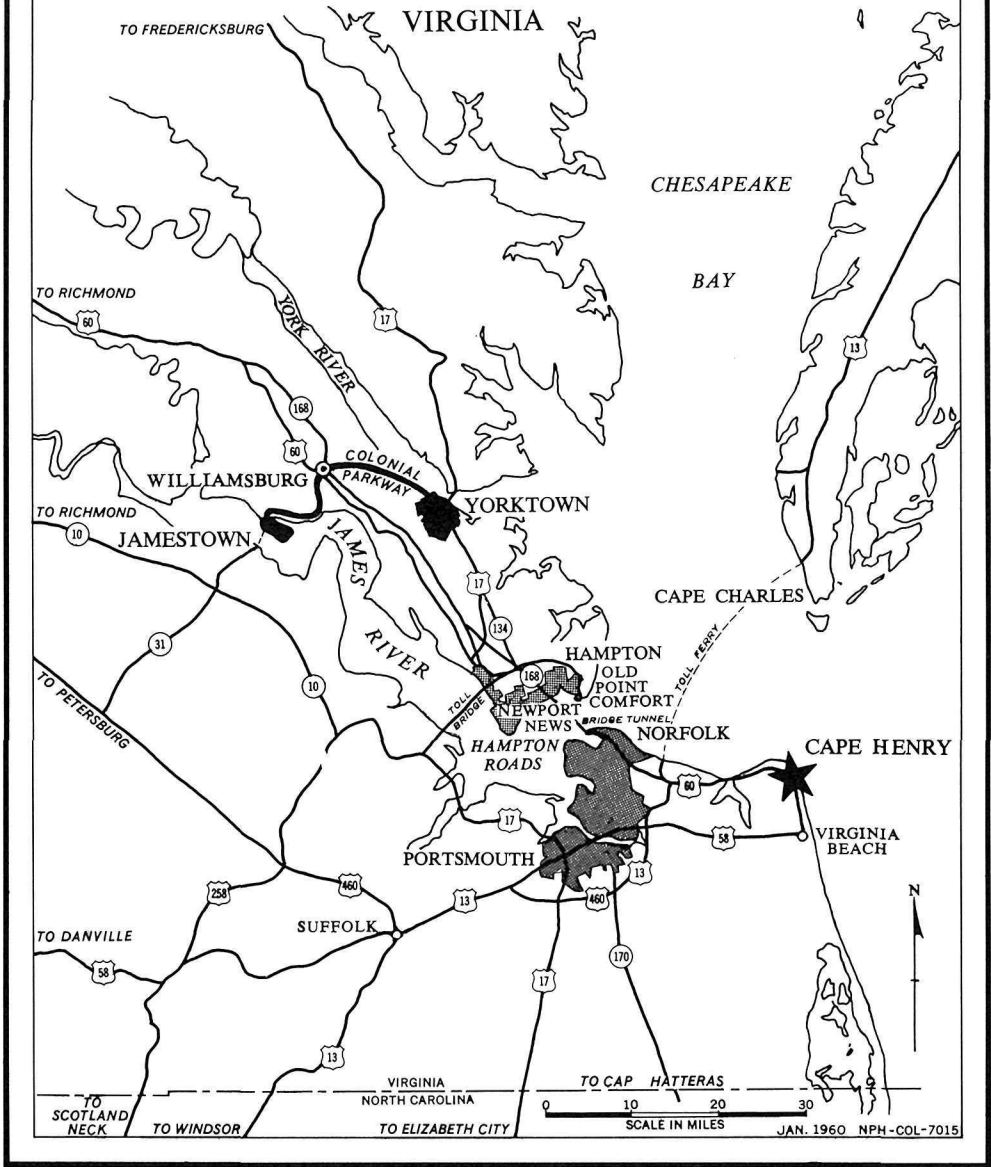 VIRGINIA
TO FREDERICKSBURG
CHESAPEAKE
BAY
TO RICHMOND
60
YORK RIVER
17
13
168
60
COLONIAL
PARKWAY
WILLIAMSBURG
YORKTOWN
TO RICHMOND
10
JAMESTOWN
JAMES
RIVER
17
CAPE CHARLES
31
134
TOLL FERRY
HAMPTON
168
OLD
POINT
COMFORT
10
TO PETERSBURG
TOLL
BRIDGE
NEWPORT
NEWS
BRIDGE TUNNEL
NORFOLK
HAMPTON
ROADS
CAPE HENRY
60
17
58
VIRGINIA
BEACH
PORTSMOUTH
13
258
460
13
460
N
SUFFOLK
TO DANVILLE
58
170
17
13
VIRGINIA
NORTH CAROLINA
TO CAP HATTERAS
TO
SCOTLAND
NECK
TO WINDSOR
TO ELIZABETH CITY
0 10 20 30
SCALE IN MILES
JAN. 1960 NPH-COL-7015